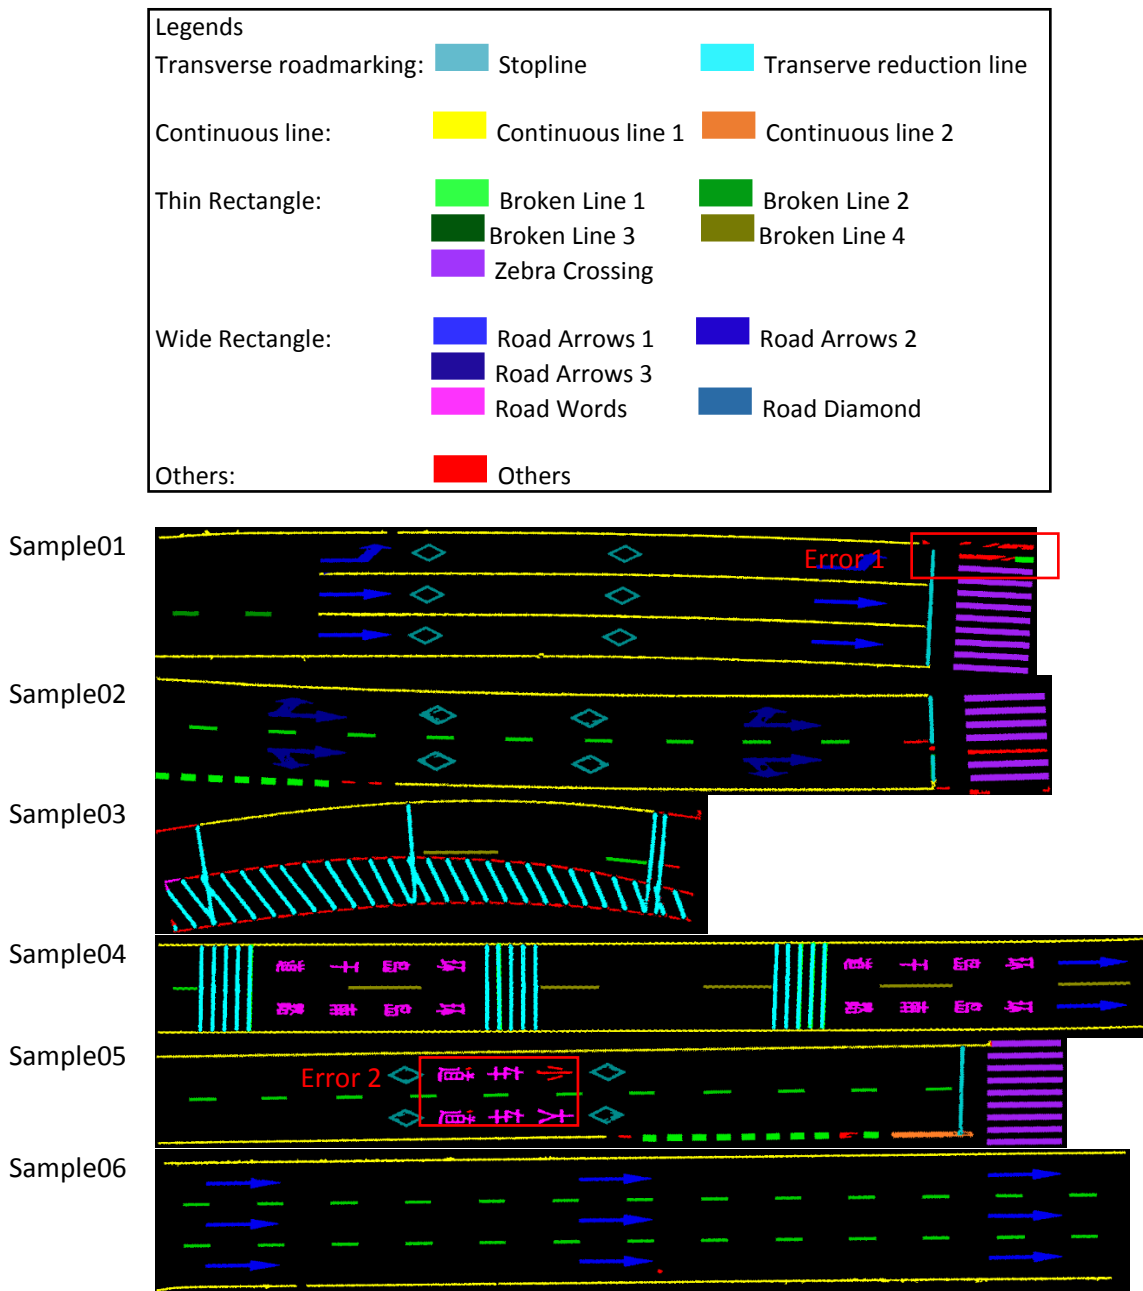 Legends
Transverse roadmarking: Stopline Transerve reduction line
Continuous line: Continuous line 1 Continuous line 2
Thin Rectangle: Broken Line 1 Broken Line 2
Broken Line 3 Broken Line 4
Zebra Crossing
Wide Rectangle: Road Arrows 1 Road Arrows 2
Road Arrows 3
Road Words Road Diamond
Others: Others
Sample01
Error 1
Sample02
Sample03
Sample04
Sample05
Error 2
Sample06